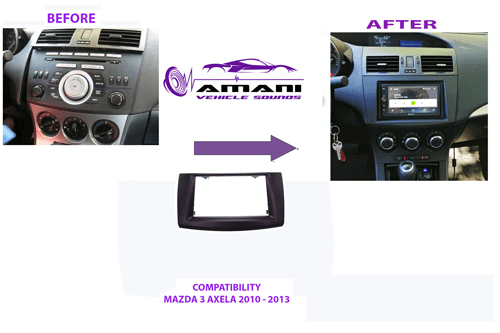 BEFORE
AFTER
AMANI
VEHICLE SOUNDS
COMPATIBILITY
MAZDA 3 AXELA 2010 - 2013